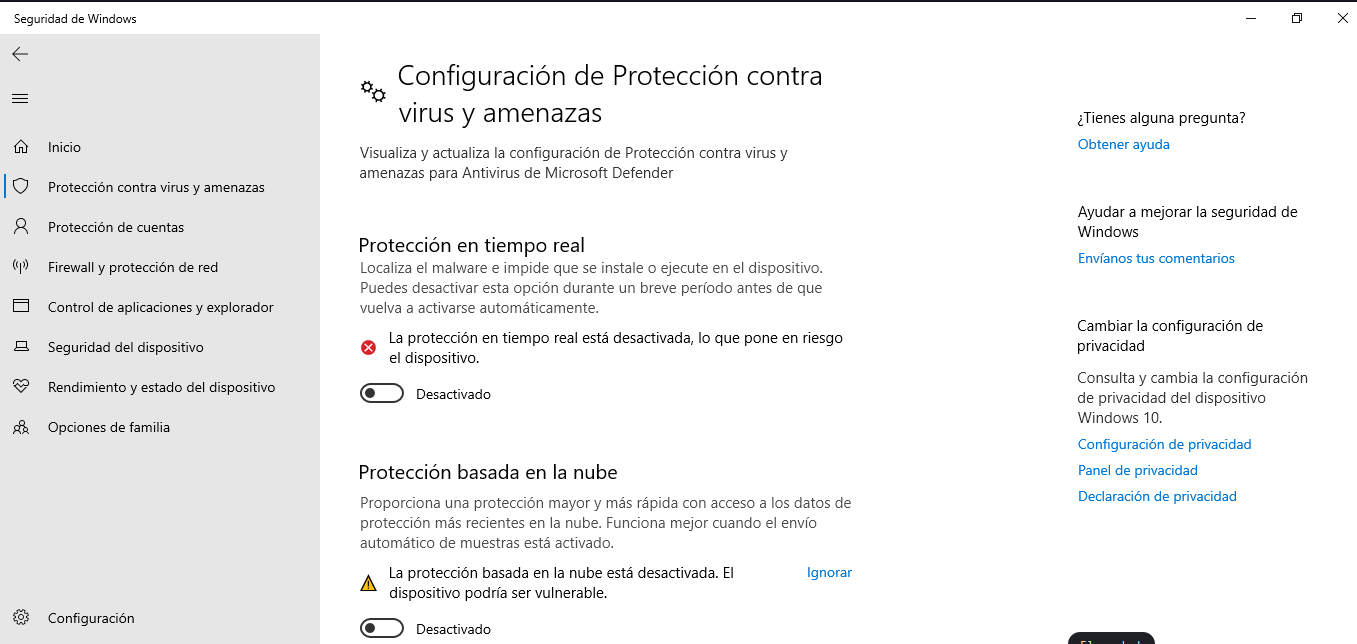 Seguridad de Windows
Inicio
Protección contra virus y amenazas
Protección de cuentas
Firewall y protección de red
Control de aplicaciones y explorador
Seguridad del dispositivo
Rendimiento y estado del dispositivo
Opciones de familia
Configuración
Configuración de Protección contra
virus y amenazas
Visualiza y actualiza la configuración de Protección contra virus y
amenazas para Antivirus de Microsoft Defender
Protección en tiempo real
Localiza el malware e impide que se instale o ejecute en el dispositivo.
Puedes desactivar esta opción durante un breve período antes de que
vuelva a activarse automáticamente.
La protección en tiempo real está desactivada, lo que pone en riesgo
el dispositivo.
Desactivado
Protección basada en la nube
Proporciona una protección mayor y más rápida con acceso a los datos de
protección más recientes en la nube. Funciona mejor cuando el envío
automático de muestras está activado.
La protección basada en la nube está desactivada. El
dispositivo podría ser vulnerable.
Ignorar
Desactivado
¿Tienes alguna pregunta?
Obtener ayuda
Ayudar a mejorar la seguridad de
Windows
Envíanos tus comentarios
Cambiar la configuración de
privacidad
Consulta y cambia la configuración
de privacidad del dispositivo
Windows 10.
Configuración de privacidad
Panel de privacidad
Declaración de privacidad